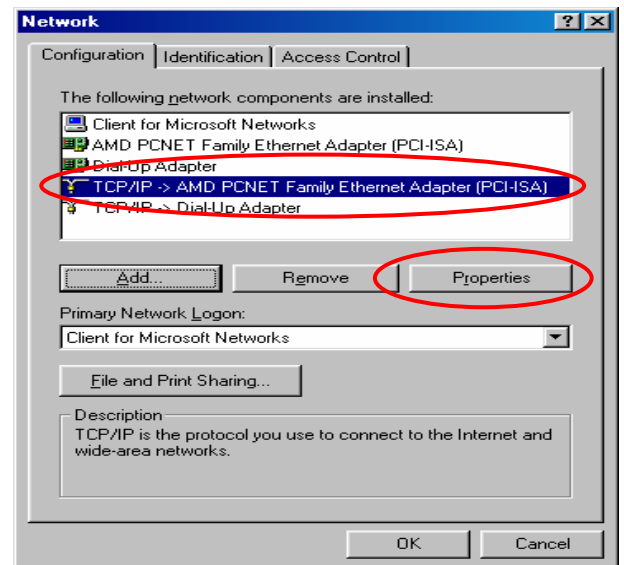 Network
Configuration Identification Access Control
The following network components are installed:
Client for Microsoft Networks
AMD PCNET Family Ethernet Adapter (PCI-ISA)
Dial-Up Adapter
TCP/IP -> AMD PCNET Family Ethernet Adapter (PCI-ISA)
TCP/IP -> Dial-Up Adapter
Add... Remove Properties
Primary Network Logon:
Client for Microsoft Networks
File and Print Sharing...
Description
TCP/IP is the protocol you use to connect to the Internet and
wide-area networks.
OK Cancel